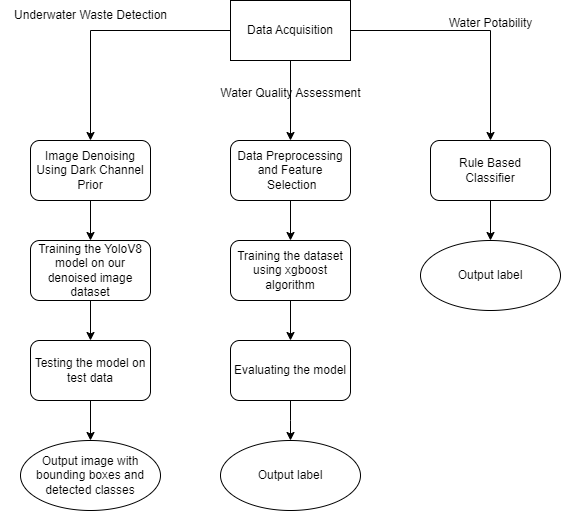 Underwater Waste Detection
Data Acquisition
Water Potability
Water Quality Assessment
Image Denoising
Using Dark Channel
Prior
Data Preprocessing
and Feature
Selection
Rule Based
Classifier
Training the YoloV8
model on our
denoised image
dataset
Training the dataset
using xgboost
algorithm
Output label
Testing the model on
test data
Evaluating the model
Output image with
bounding boxes and
detected classes
Output label